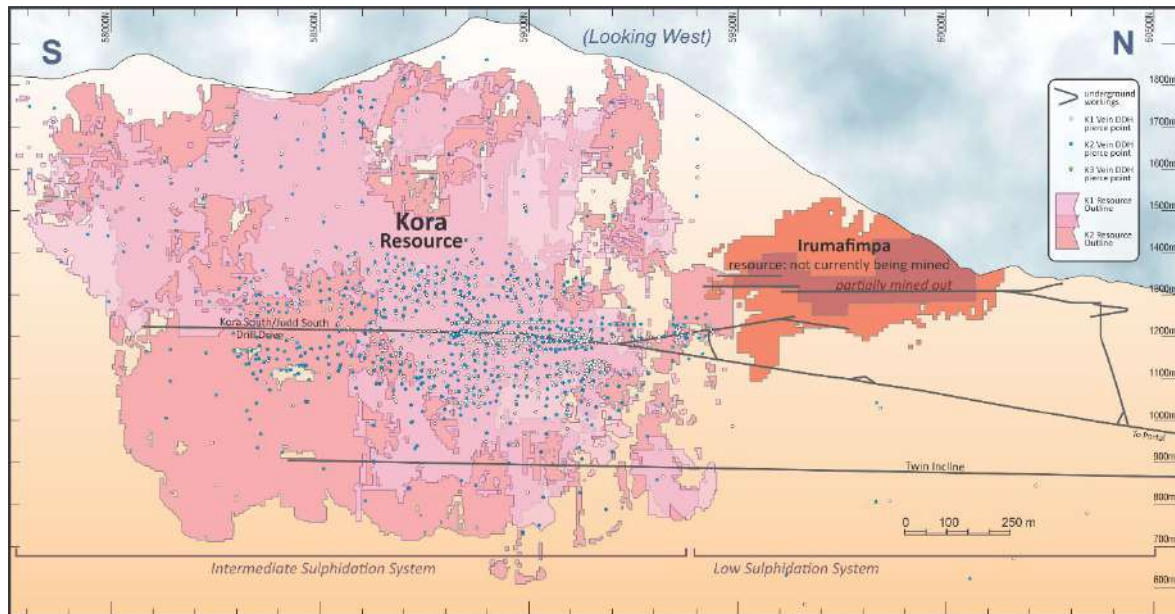 S
58000N
58500N
59000N
(Looking West)
59500N
60000N
N
underground
workings
K1 Vein DDH
pierce point
K2 Vein DDH
pierce point
K3 Vein DDH
pierce point
K1 Resource
Outline
K2 Resource
Outline
1800m
1700m
1600m
1500m
1400m
1300m
1200m
1100m
1000m
900m
800m
700m
600m
Kora
Resource
Irumafimpa
resource: not currently being mined
partially mined out
Kora South/Judd South
Drill Drive
To Portal
Twin Incline
0 100 250 m
Intermediate Sulphidation System
Low Sulphidation System